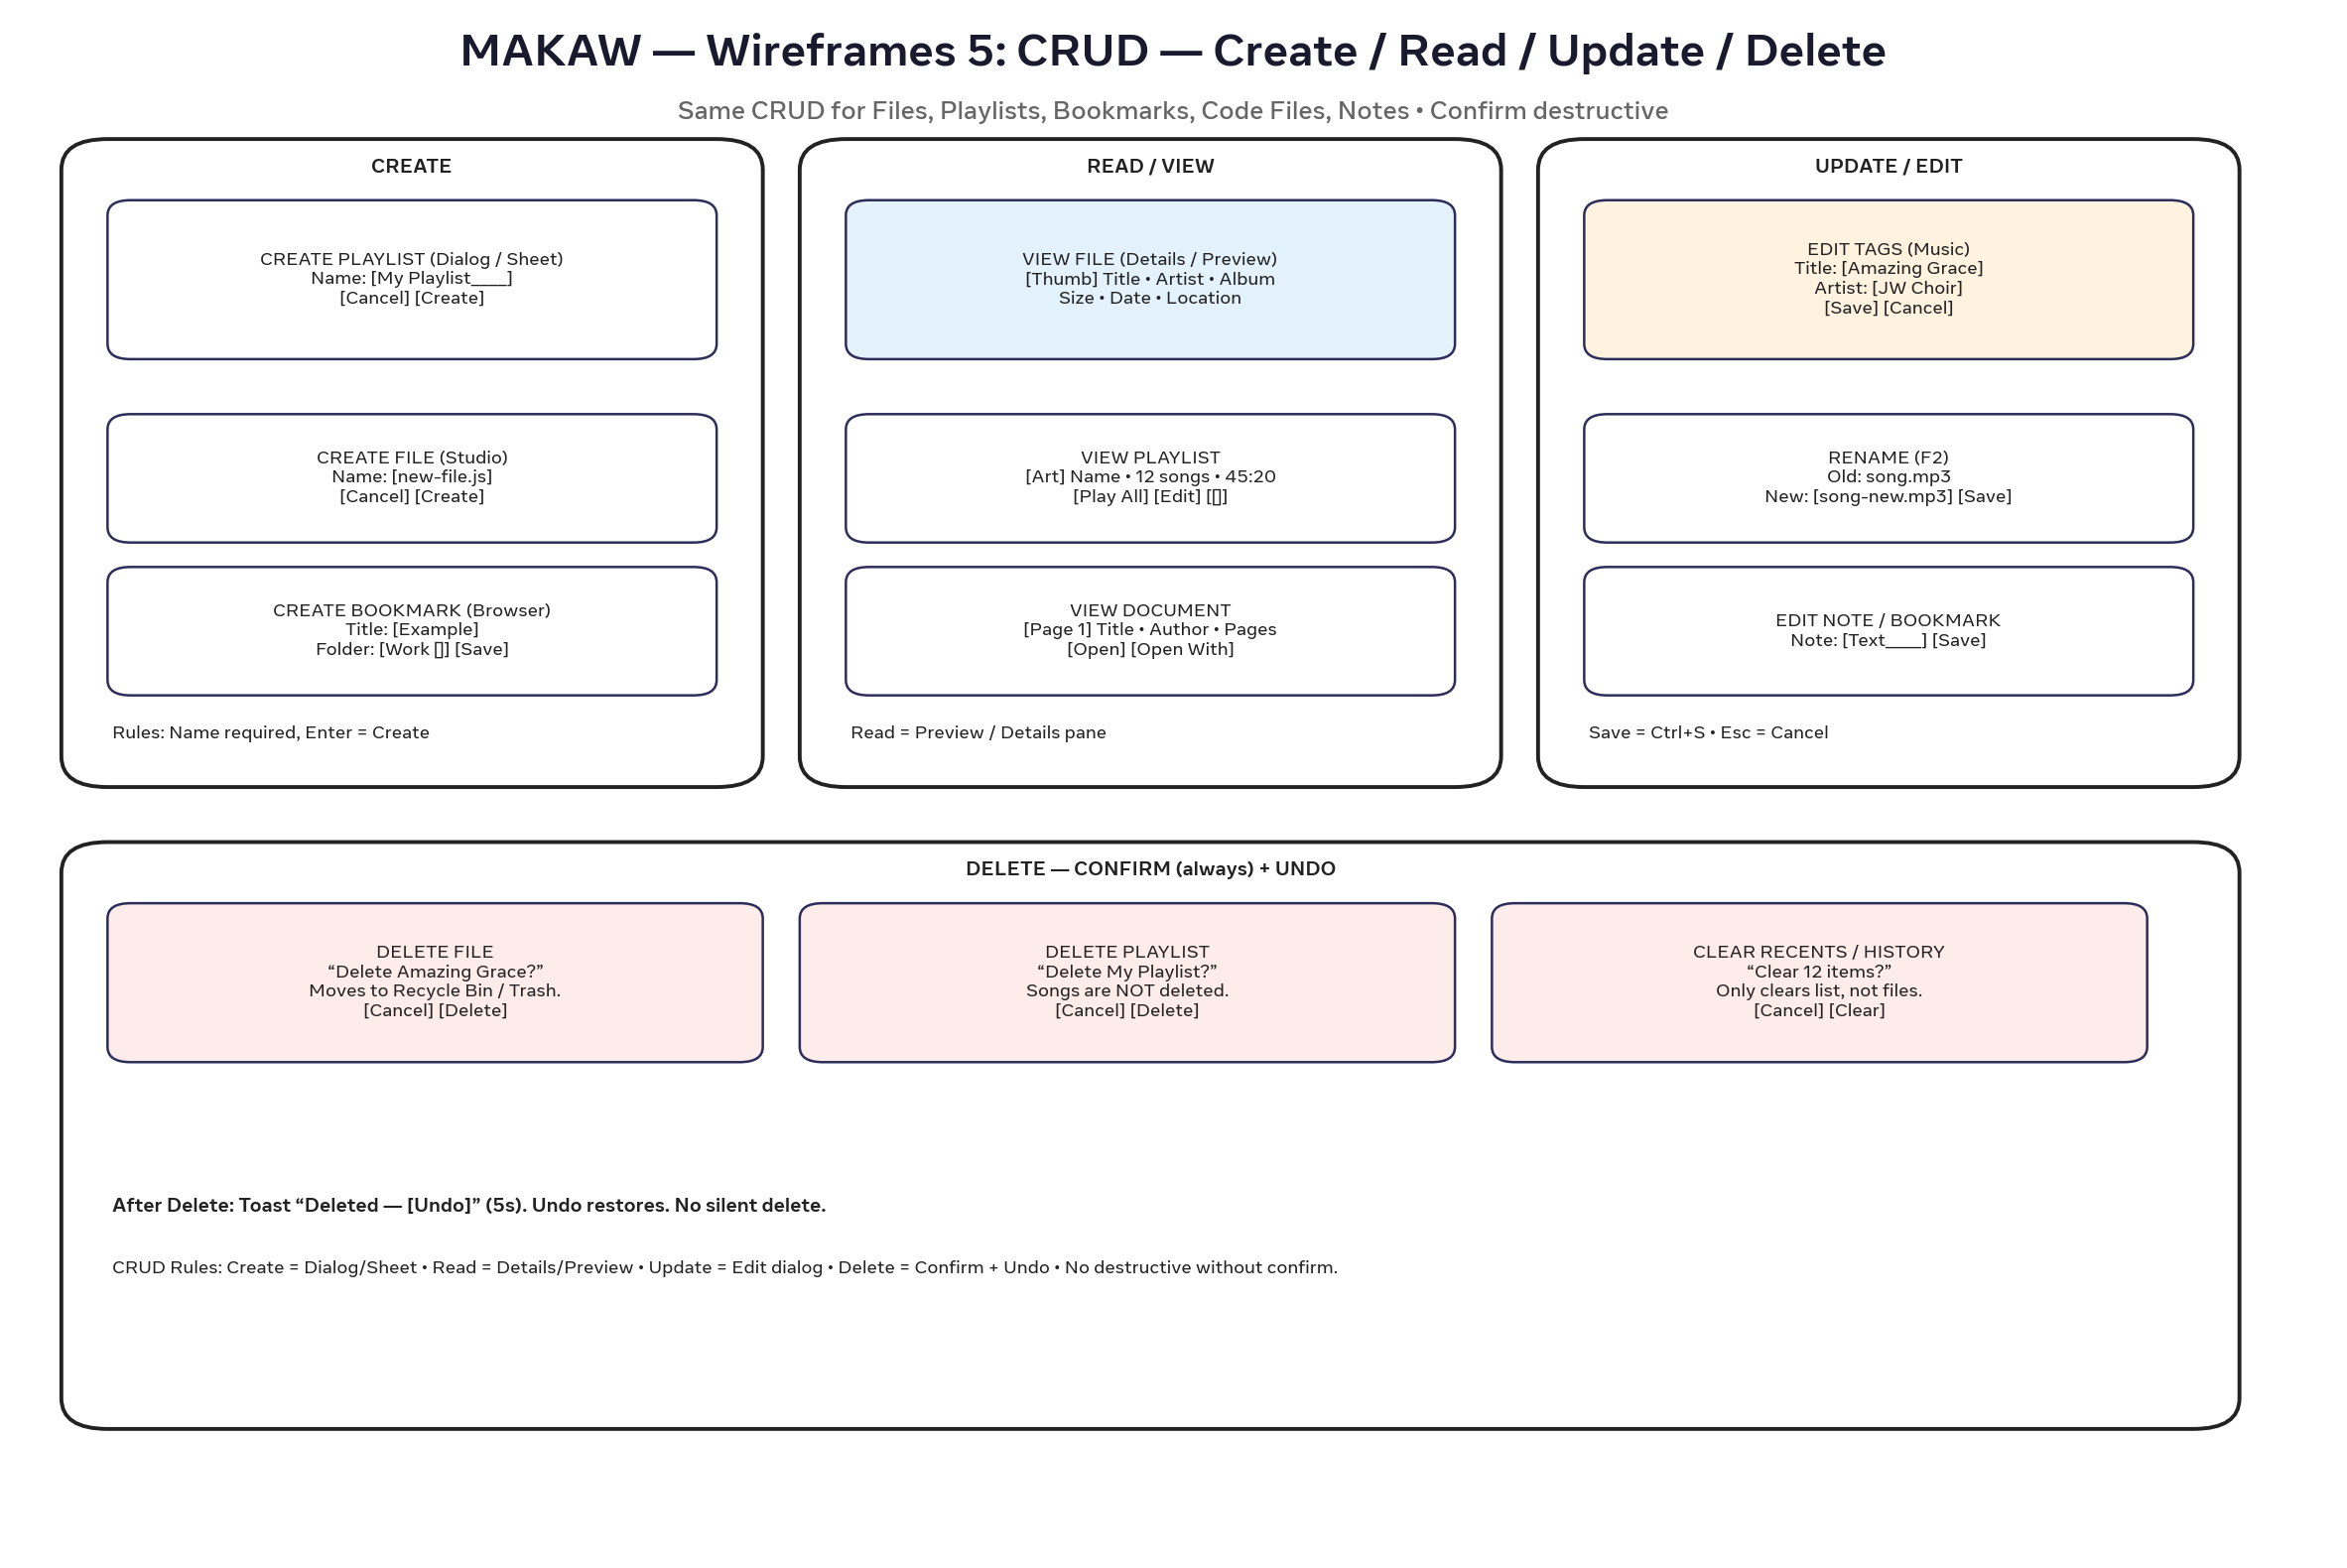 MAKAW — Wireframes 5: CRUD — Create / Read / Update / Delete
Same CRUD for Files, Playlists, Bookmarks, Code Files, Notes • Confirm destructive
CREATE
CREATE PLAYLIST (Dialog / Sheet)
Name: [My Playlist____]
[Cancel] [Create]
CREATE FILE (Studio)
Name: [new-file.js]
[Cancel] [Create]
CREATE BOOKMARK (Browser)
Title: [Example]
Folder: [Work ▯] [Save]
Rules: Name required, Enter = Create
READ / VIEW
VIEW FILE (Details / Preview)
[Thumb] Title • Artist • Album
Size • Date • Location
VIEW PLAYLIST
[Art] Name • 12 songs • 45:20
[Play All] [Edit] [▯]
VIEW DOCUMENT
[Page 1] Title • Author • Pages
[Open] [Open With]
Read = Preview / Details pane
UPDATE / EDIT
EDIT TAGS (Music)
Title: [Amazing Grace]
Artist: [JW Choir]
[Save] [Cancel]
RENAME (F2)
Old: song.mp3
New: [song-new.mp3] [Save]
EDIT NOTE / BOOKMARK
Note: [Text____] [Save]
Save = Ctrl+S • Esc = Cancel
DELETE — CONFIRM (always) + UNDO
DELETE FILE
“Delete Amazing Grace?”
Moves to Recycle Bin / Trash.
[Cancel] [Delete]
DELETE PLAYLIST
“Delete My Playlist?”
Songs are NOT deleted.
[Cancel] [Delete]
CLEAR RECENTS / HISTORY
“Clear 12 items?”
Only clears list, not files.
[Cancel] [Clear]
After Delete: Toast “Deleted — [Undo]” (5s). Undo restores. No silent delete.
CRUD Rules: Create = Dialog/Sheet • Read = Details/Preview • Update = Edit dialog • Delete = Confirm + Undo • No destructive without confirm.